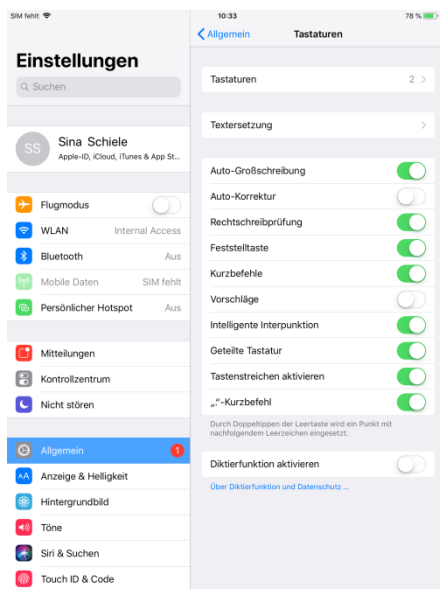 SIM fehlt
10:33
78 %
Einstellungen
Suchen
SS
Sina Schiele
Apple-ID, iCloud, iTunes & App St...
Flugmodus
WLAN Internal Access
Bluetooth Aus
Mobile Daten SIM fehlt
Persönlicher Hotspot Aus
Mitteilungen
Kontrollzentrum
Nicht stören
Allgemein 1
AA Anzeige & Helligkeit
Hintergrundbild
Töne
Siri & Suchen
Touch ID & Code
Allgemein Tastaturen
Tastaturen 2
Textersetzung
Auto-Großschreibung
Auto-Korrektur
Rechtschreibprüfung
Feststelltaste
Kurzbefehle
Vorschläge
Intelligente Interpunktion
Geteilte Tastatur
Tastenstreichen aktivieren
„.“-Kurzbefehl
Durch Doppeltippen der Leertaste wird ein Punkt mit
nachfolgendem Leerzeichen eingesetzt.
Diktierfunktion aktivieren
Über Diktierfunktion und Datenschutz ...